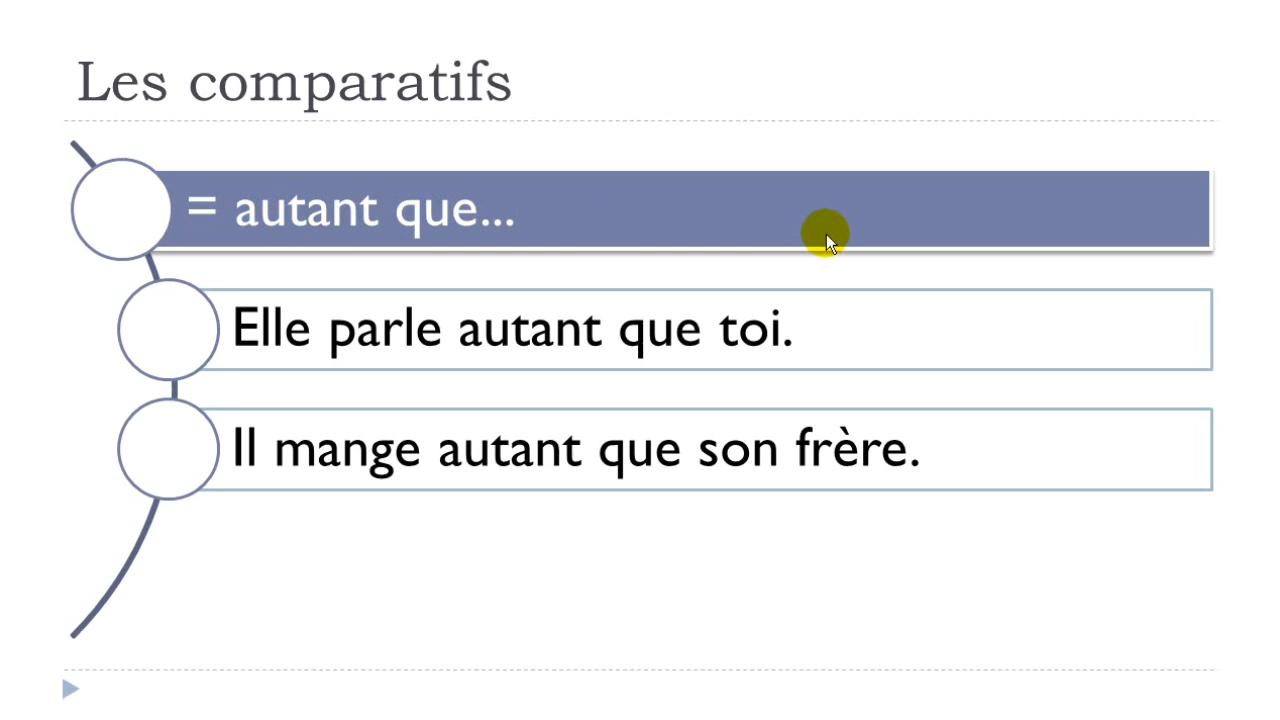 Les comparatifs
= autant que...
Elle parle autant que toi.
Il mange autant que son frère.